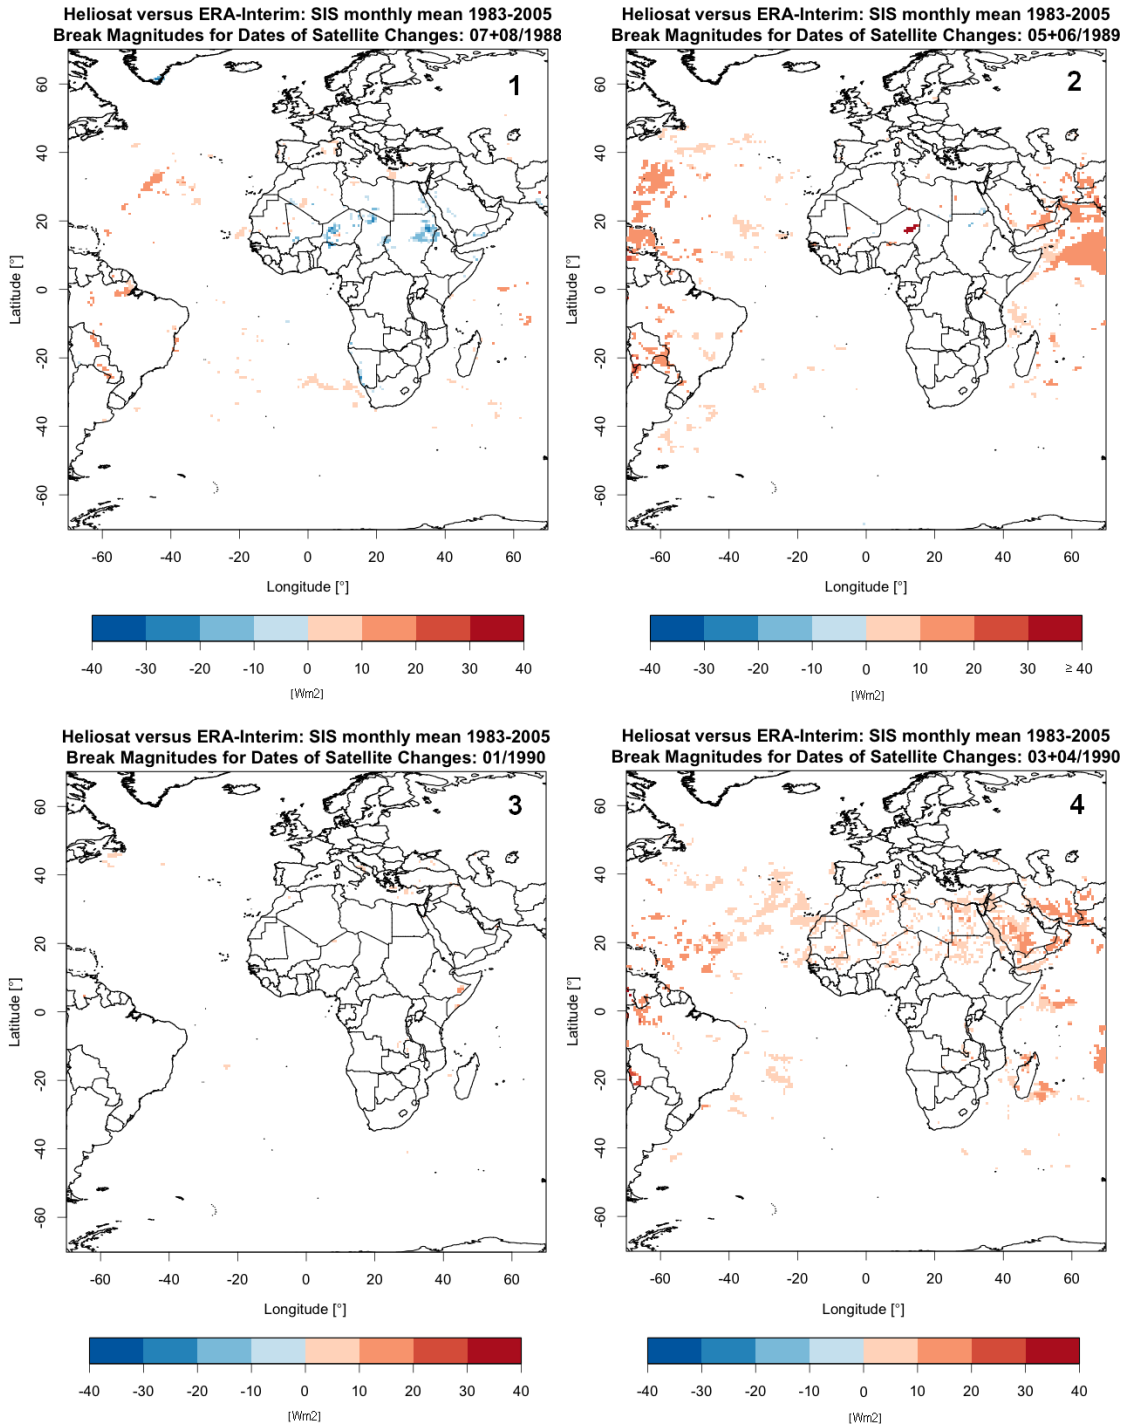 Heliosat versus ERA-Interim: SIS monthly mean 1983-2005
Break Magnitudes for Dates of Satellite Changes: 07+08/1988
1
60
40
20
0
20
-40
-60
Latitude [°]
-60 -40 -20 0 20 40 60
Longitude [°]
-40 -30 -20 -10 0 10 20 30 40
[Wm2]
Heliosat versus ERA-Interim: SIS monthly mean 1983-2005
Break Magnitudes for Dates of Satellite Changes: 05+06/1989
2
60
40
20
0
20
-40
-60
Latitude [°]
-60 -40 -20 0 20 40 60
Longitude [°]
-40 -30 -20 -10 0 10 20 30 ≥ 40
[Wm2]
Heliosat versus ERA-Interim: SIS monthly mean 1983-2005
Break Magnitudes for Dates of Satellite Changes: 01/1990
3
60
40
20
0
20
-40
-60
Latitude [°]
-60 -40 -20 0 20 40 60
Longitude [°]
-40 -30 -20 -10 0 10 20 30 40
[Wm2]
Heliosat versus ERA-Interim: SIS monthly mean 1983-2005
Break Magnitudes for Dates of Satellite Changes: 03+04/1990
4
60
40
20
0
20
-40
-60
Latitude [°]
-60 -40 -20 0 20 40 60
Longitude [°]
-40 -30 -20 -10 0 10 20 30 40
[Wm2]